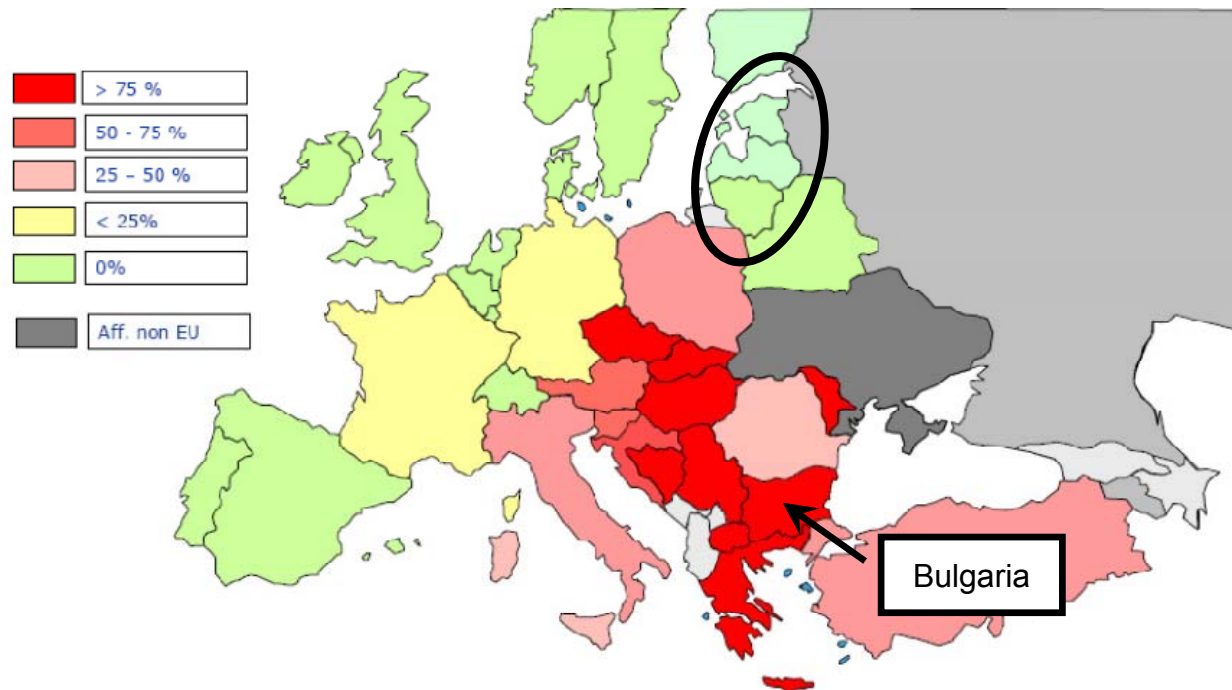 > 75 %
50 - 75 %
25 – 50 %
< 25%
0%
Aff. non EU
Bulgaria